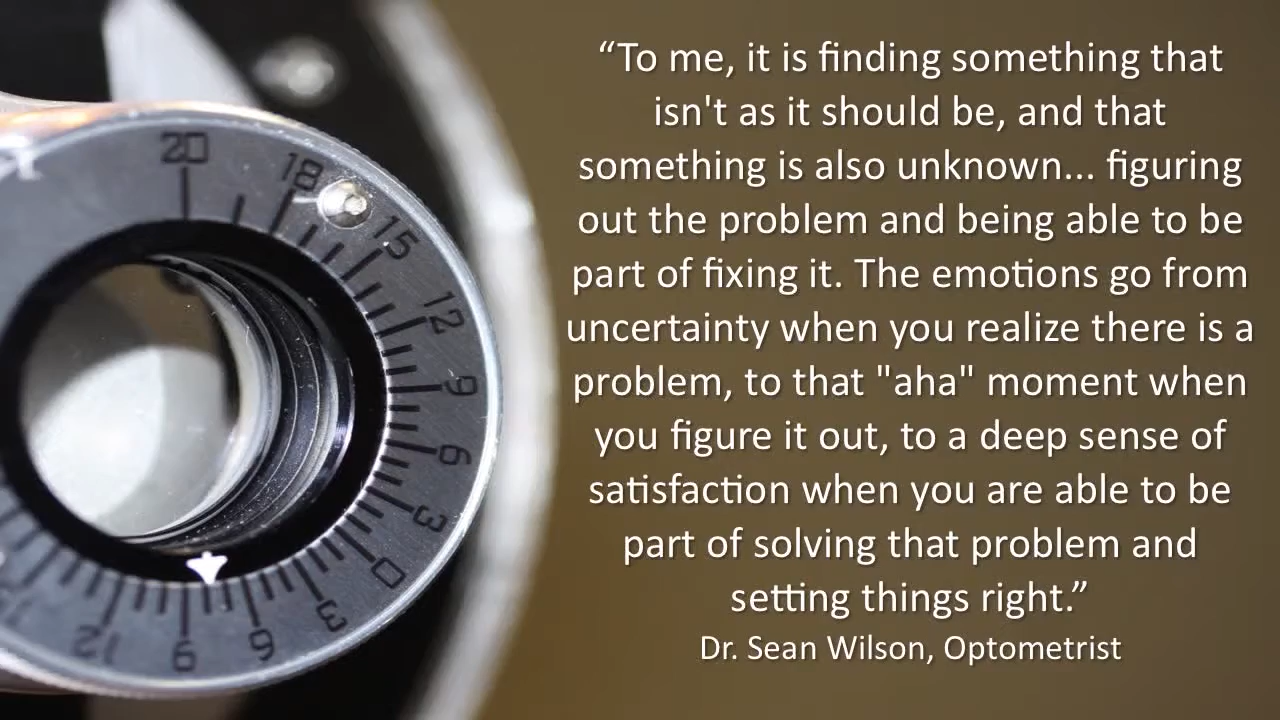 “To me, it is finding something that
isn't as it should be, and that
something is also unknown... figuring
out the problem and being able to be
part of fixing it. The emotions go from
uncertainty when you realize there is a
problem, to that "aha" moment when
you figure it out, to a deep sense of
satisfaction when you are able to be
part of solving that problem and
setting things right.”
Dr. Sean Wilson, Optometrist
20
18
15
12
9
6
3
0
3
6
9
12